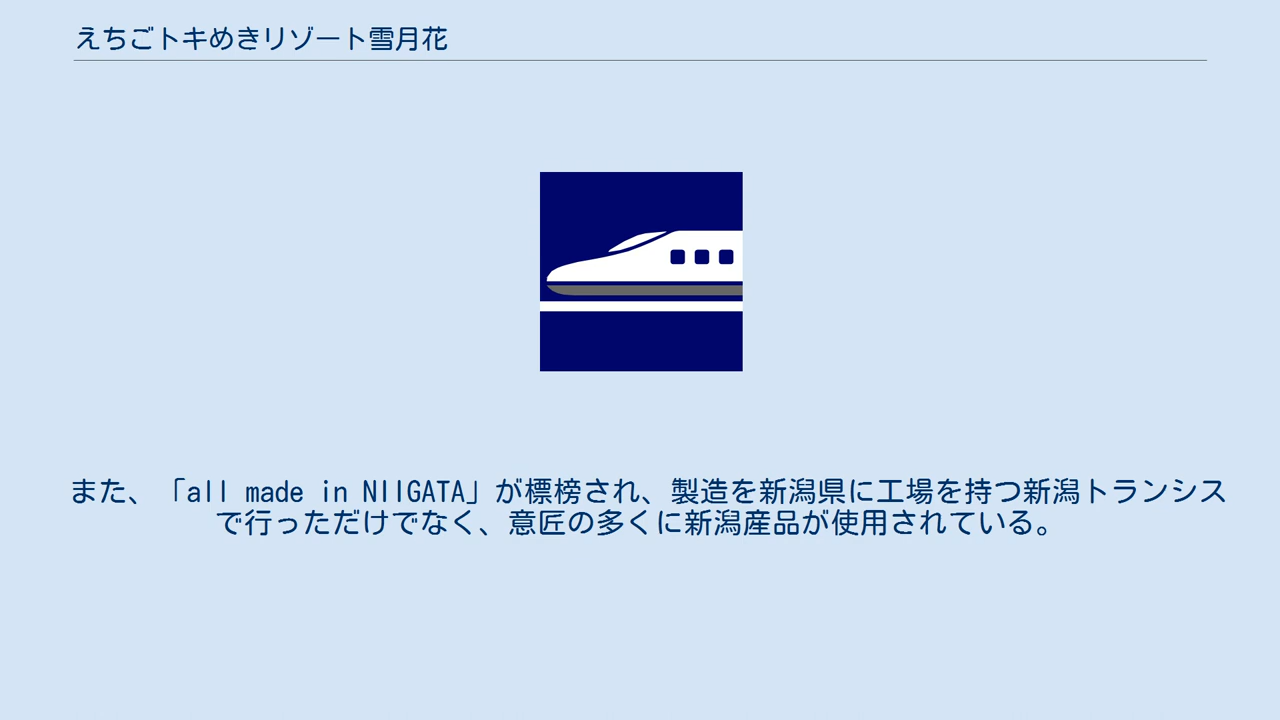 えちごトキめきリゾート雪月花
また、「all made in NIIGATA」が標榜され、製造を新潟県に工場を持つ新潟トランシス
で行っただけでなく、意匠の多くに新潟産品が使用されている。